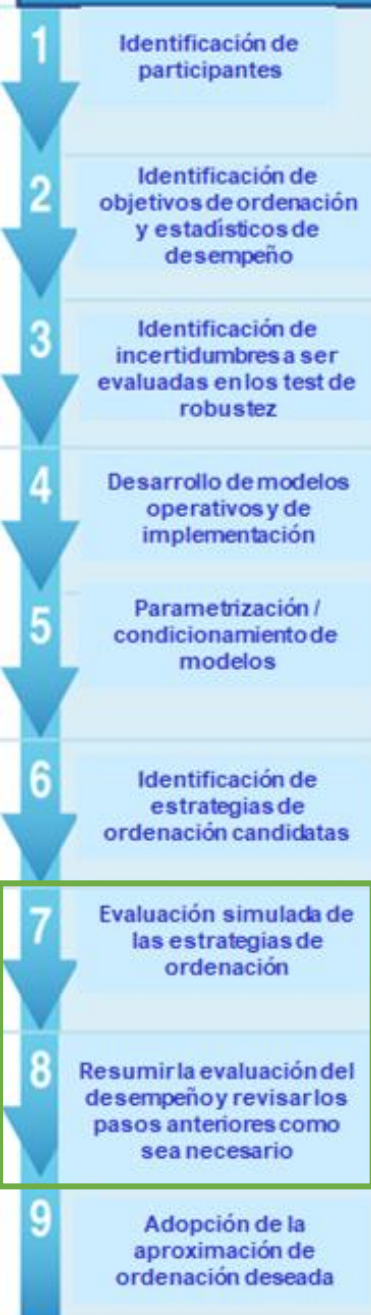 1
Identificación de
participantes
2
Identificación de
objetivos de ordenación
y estadísticos de
desempeño
3
Identificación de
incertidumbres a ser
evaluadas en los test de
robustez
4
Desarrollo de modelos
operativos y de
implementación
5
Parametrización /
condicionamiento de
modelos
6
Identificación de
estrategias de
ordenación candidatas
7
Evaluación simulada de
las estrategias de
ordenación
8
Resumir la evaluación del
desempeño y revisar los
pasos anteriores como
sea necesario
9
Adopción de la
aproximación de
ordenación deseada